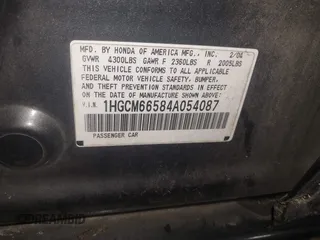 MFD. BY HONDA OF AMERICA MFG., INC. 2/04
GVWR 4300LBS GAWR F 2360LBS R 2005LBS
THIS VEHICLE CONFORMS TO ALL APPLICABLE
FEDERAL MOTOR VEHICLE SAFETY, BUMPER,
AND THEFT PREVENTION STANDARDS IN EFFECT
ON THE DATE OF MANUFACTURE SHOWN ABOVE.
V.I.N. 1HGCM66584A054087
PASSENGER CAR
DREAMBID